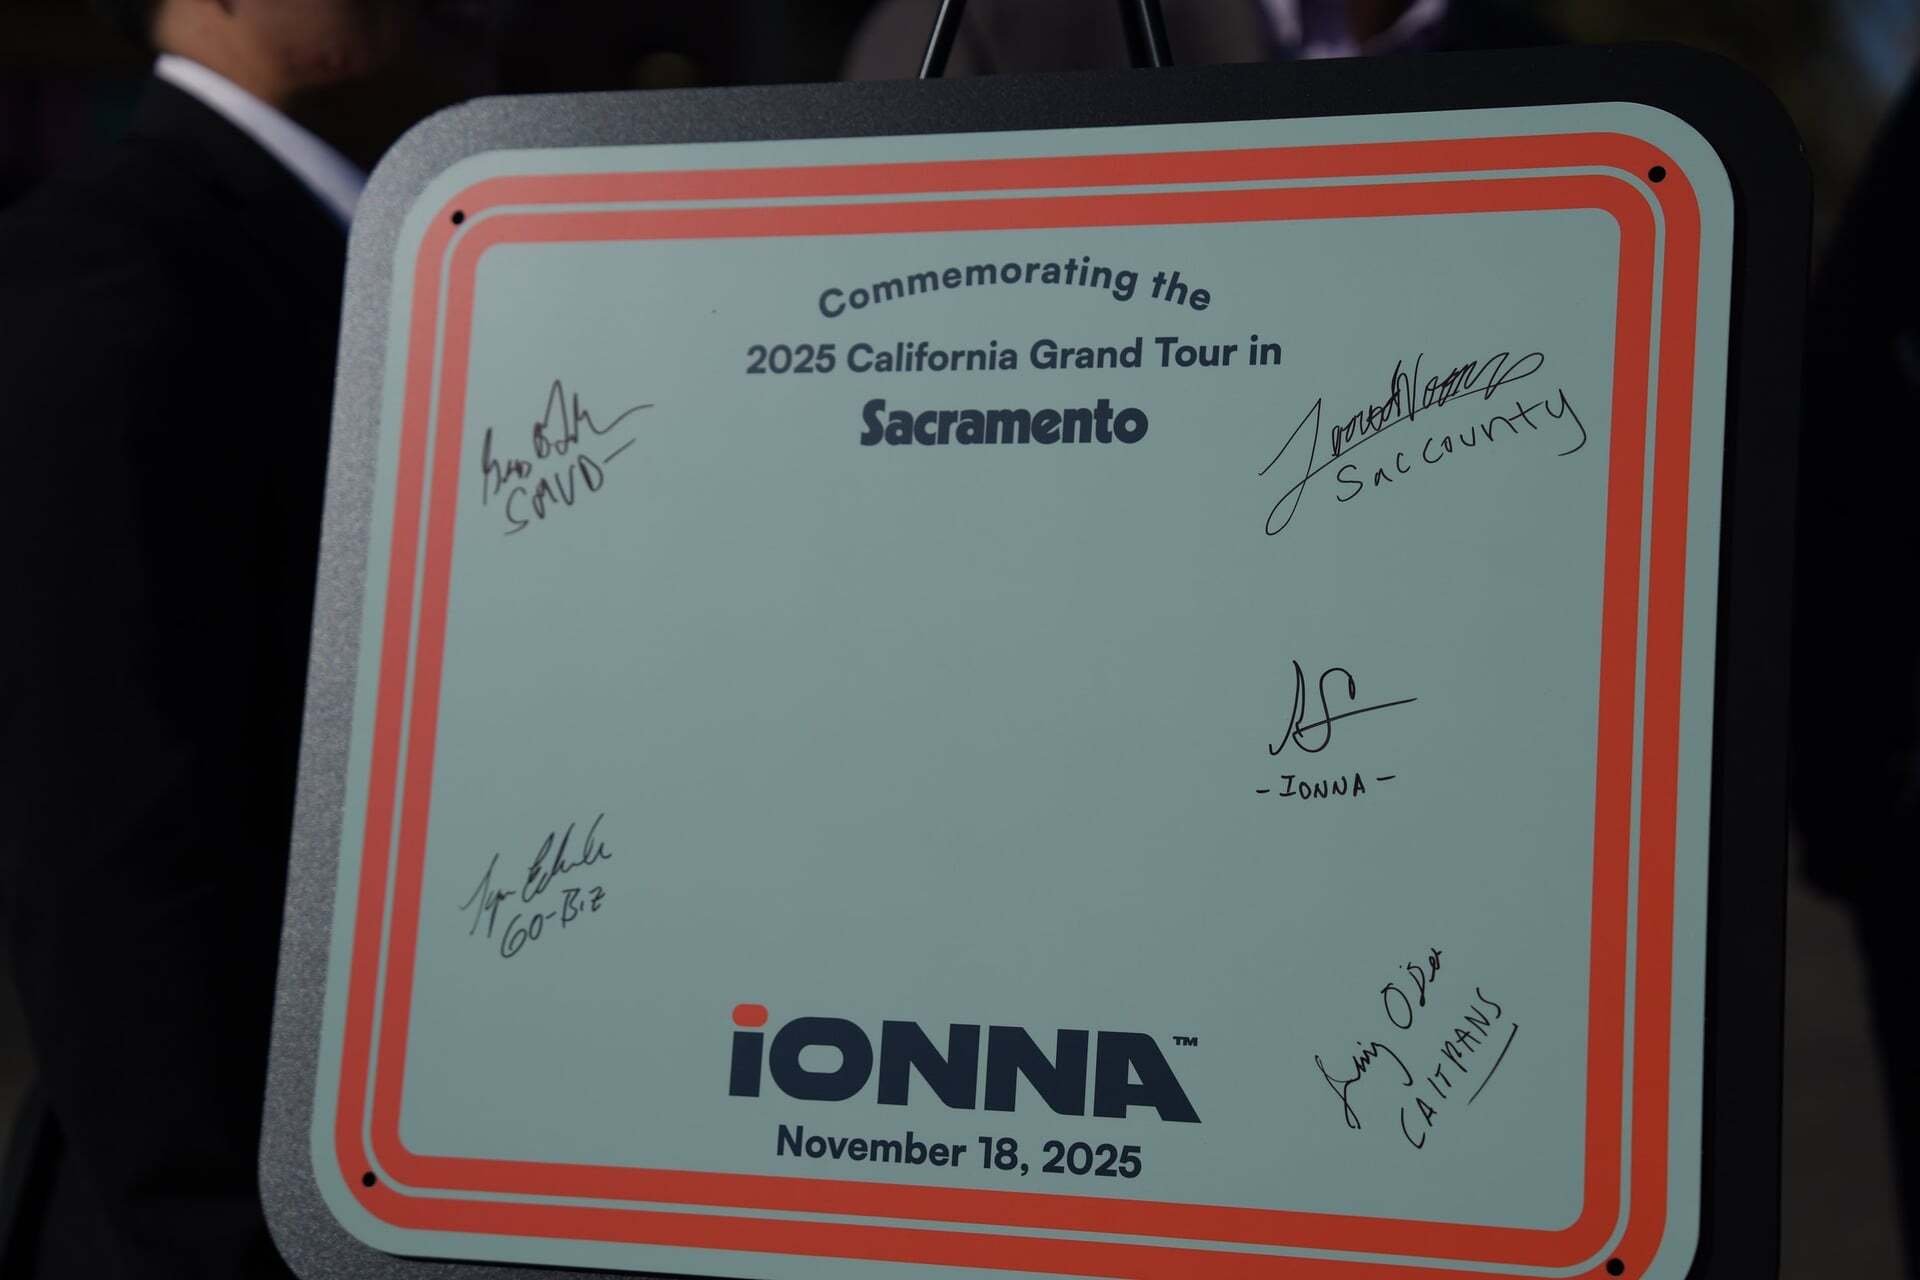 Commemorating the
2025 California Grand Tour in
Sacramento
SMUD
Sac County
- IONNA -
GO-Biz
CAlTRANS
iONNA™
November 18, 2025